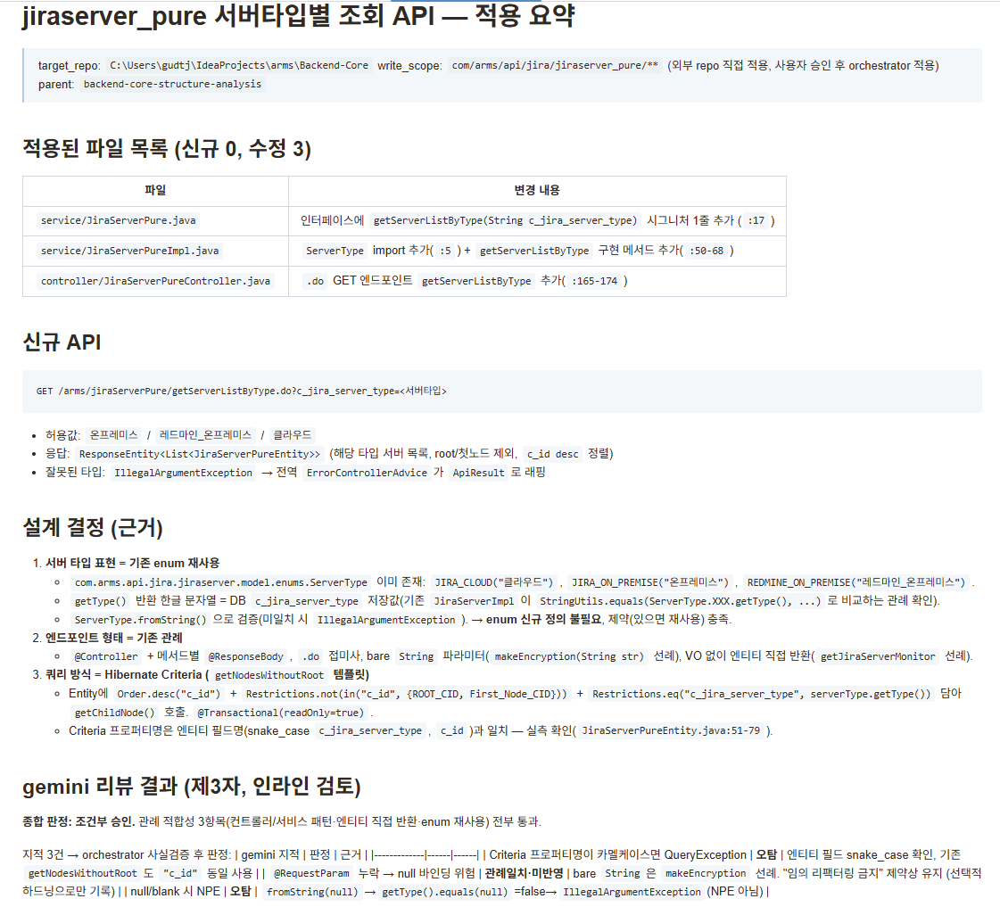 jiraserver_pure 서버타입별 조회 API — 적용 요약
target_repo: C:\Users\gudtj\IdeaProjects\arms\Backend-Core write_scope: com/arms/api/jira/jiraserver_pure/** (외부 repo 직접 적용, 사용자 승인 후 orchestrator 적용)
parent: backend-core-structure-analysis
적용된 파일 목록 (신규 0, 수정 3)
파일 변경 내용
service/JiraServerPure.java 인터페이스에 getServerListByType(String c_jira_server_type) 시그니처 1줄 추가 ( :17 )
service/JiraServerPureImpl.java ServerType import 추가( :5 ) + getServerListByType 구현 메서드 추가( :50-68 )
controller/JiraServerPureController.java .do GET 엔드포인트 getServerListByType 추가( :165-174 )
신규 API
GET /arms/jiraServerPure/getServerListByType.do?c_jira_server_type=<서버타입>
• 허용값: 온프레미스 / 레드마인_온프레미스 / 클라우드
• 응답: ResponseEntity<List<JiraServerPureEntity>> (해당 타입 서버 목록, root/첫노드 제외, c_id desc 정렬)
• 잘못된 타입: IllegalArgumentException → 전역 ErrorControllerAdvice 가 ApiResult 로 래핑
설계 결정 (근거)
1. 서버 타입 표현 = 기존 enum 재사용
◦ com.arms.api.jira.jiraserver.model.enums.ServerType 이미 존재: JIRA_CLOUD("클라우드") , JIRA_ON_PREMISE("온프레미스") , REDMINE_ON_PREMISE("레드마인_온프레미스") .
◦ getType() 반환 한글 문자열 = DB c_jira_server_type 저장값(기존 JiraServerImpl 이 StringUtils.equals(ServerType.XXX.getType(), ...) 로 비교하는 관례 확인).
◦ ServerType.fromString() 으로 검증(미일치 시 IllegalArgumentException ). → enum 신규 정의 불필요, 제약(있으면 재사용) 충족.
2. 엔드포인트 형태 = 기존 관례
◦ @Controller + 메서드별 @ResponseBody , .do 접미사, bare String 파라미터( makeEncryption(String str) 선례), VO 없이 엔티티 직접 반환( getJiraServerMonitor 선례).
3. 쿼리 방식 = Hibernate Criteria ( getNodesWithoutRoot 템플릿)
◦ Entity에 Order.desc("c_id") + Restrictions.not(in("c_id", {ROOT_CID, First_Node_CID})) + Restrictions.eq("c_jira_server_type", serverType.getType()) 담아
getChildNode() 호출. @Transactional(readOnly=true) .
◦ Criteria 프로퍼티명은 엔티티 필드명(snake_case c_jira_server_type , c_id )과 일치 — 실측 확인( JiraServerPureEntity.java:51-79 ).
gemini 리뷰 결과 (제3자, 인라인 검토)
종합 판정: 조건부 승인. 관례 적합성 3항목(컨트롤러/서비스 패턴·엔티티 직접 반환·enum 재사용) 전부 통과.
지적 3건 → orchestrator 사실검증 후 판정: | gemini 지적 | 판정 | 근거 | |-------------|------|------| | Criteria 프로퍼티명이 카멜케이스면 QueryException | 오탐 | 엔티티 필드 snake_case 확인, 기존
getNodesWithoutRoot 도 "c_id" 동일 사용 | | @RequestParam 누락 → null 바인딩 위험 | 관례일치·미반영 | bare String 은 makeEncryption 선례. "임의 리팩터링 금지" 제약상 유지 (선택적
하드닝으로만 기록) | | null/blank 시 NPE | 오탐 | fromString(null) → getType().equals(null) =false→ IllegalArgumentException (NPE 아님) |